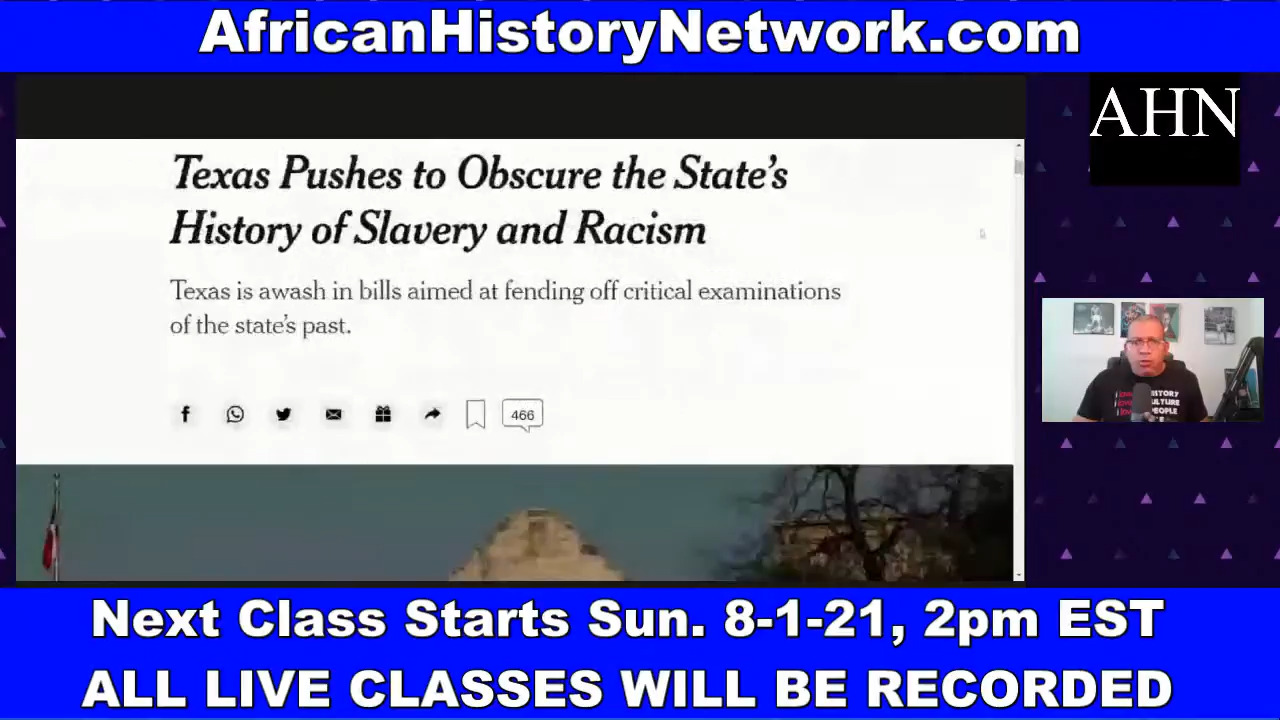 AfricanHistoryNetwork.com
AHN
Texas Pushes to Obscure the State's
History of Slavery and Racism
Texas is awash in bills aimed at fending off critical examinations
of the state's past.
466
HISTORY
PEOPLE
Next Class Starts Sun. 8-1-21, 2pm EST
ALL LIVE CLASSES WILL BE RECORDED